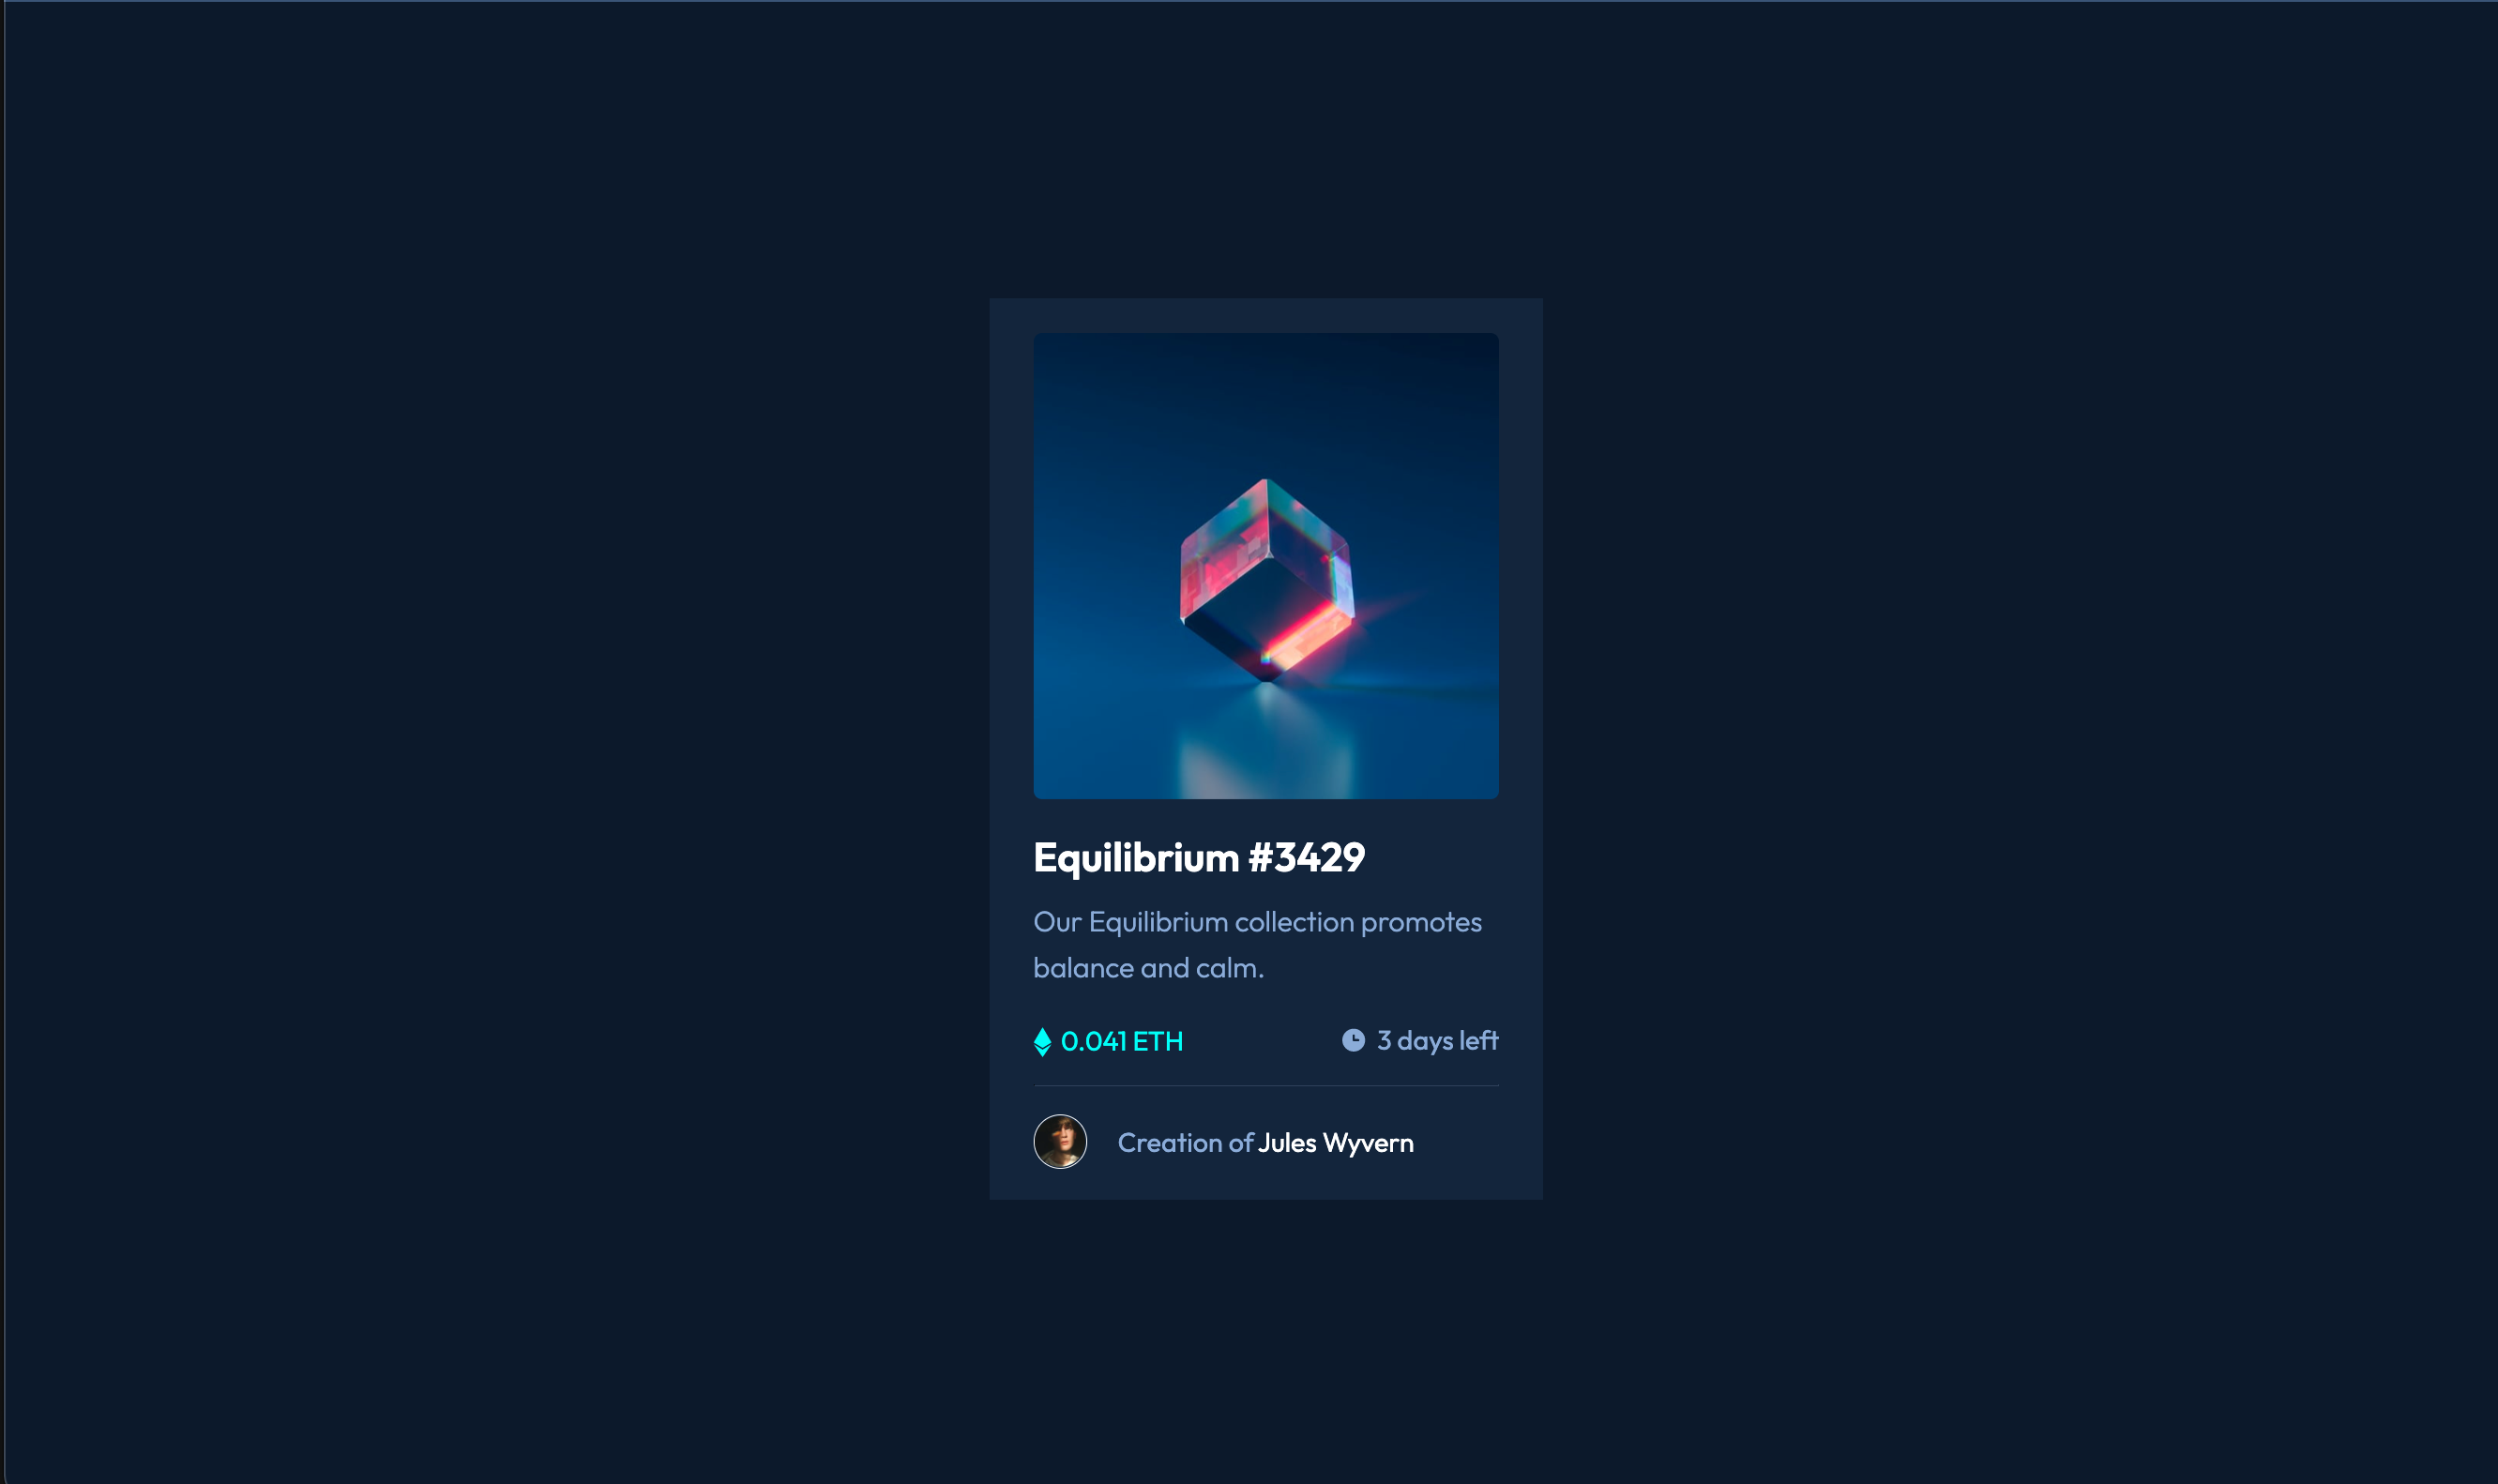 Equilibrium #3429
Our Equilibrium collection promotes
balance and calm.
0.041 ETH
3 days left
Creation of Jules Wyvern